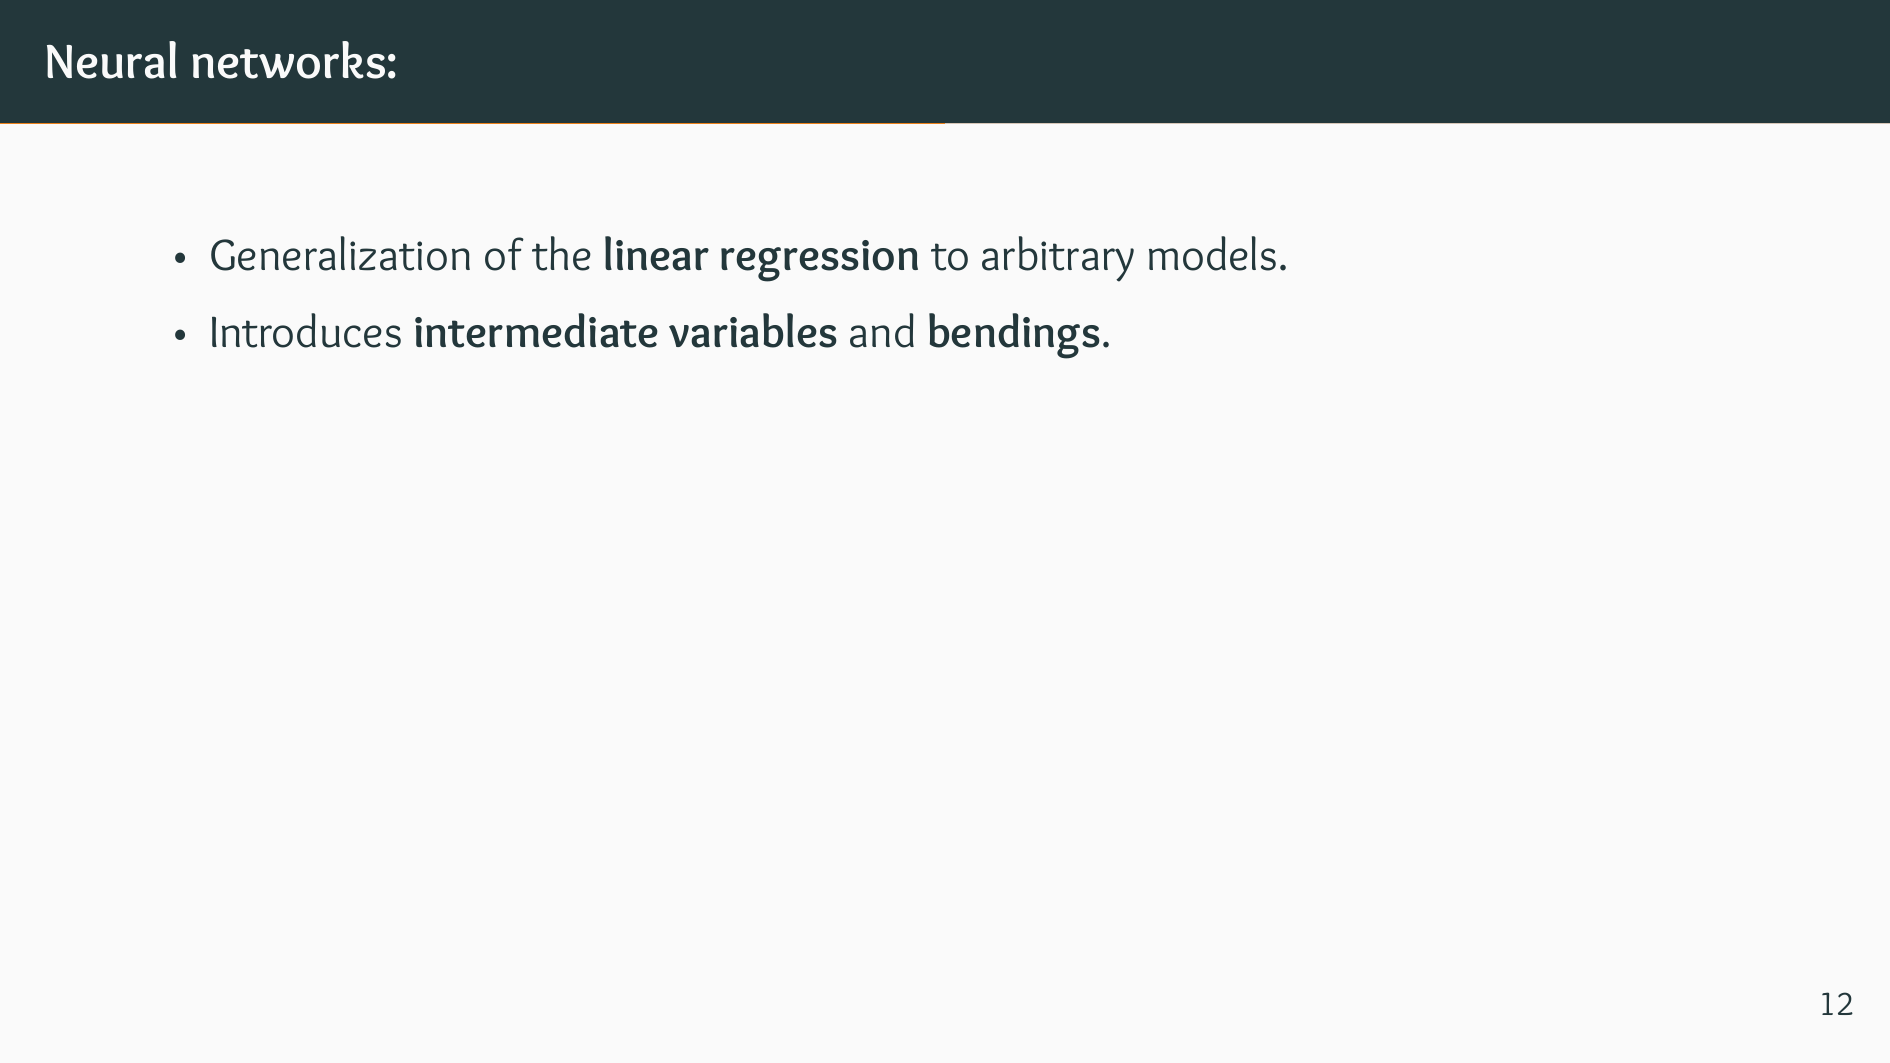 Neural networks:
• Generalization of the linear regression to arbitrary models.
• Introduces intermediate variables and bendings.
12